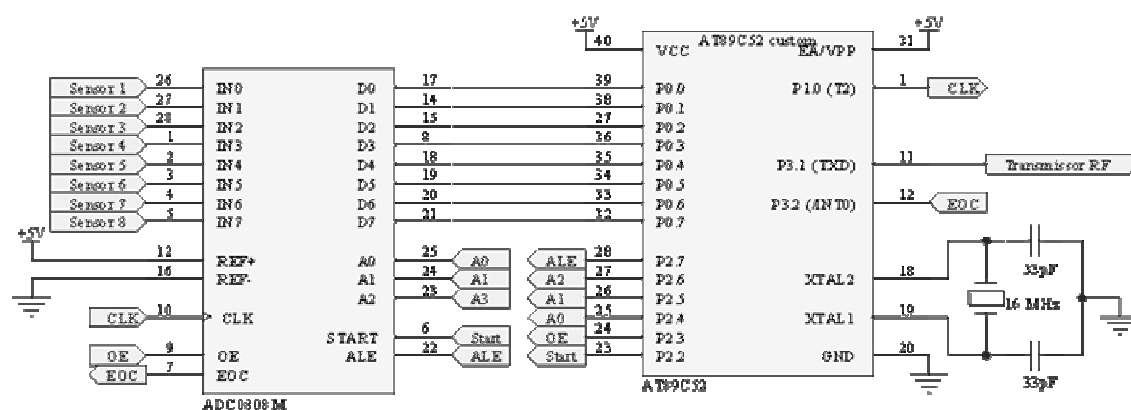 +5V +5V
40 VCC AT89C52 custom EA/VPP 31
Sensor 1 26 IN0 D0 17 39 P0.0 P1.0 (T2) 1 CLK
Sensor 2 27 IN1 D1 14 38 P0.1
Sensor 3 28 IN2 D2 15 37 P0.2
Sensor 4 1 IN3 D3 8 36 P0.3
Sensor 5 2 IN4 D4 18 35 P0.4 P3.1 (TXD) 11 Transmissor RF
Sensor 6 3 IN5 D5 19 34 P0.5
Sensor 7 4 IN6 D6 20 33 P0.6 P3.2 (INT0) 12 EOC
Sensor 8 5 IN7 D7 21 32 P0.7
+5V
12 REF+ A0 25 A0 ALE 28 P2.7
16 REF- A1 24 A1 A2 27 P2.6 XTAL2 18 33pF
A2 23 A3 A1 26 P2.5
CLK 10 CLK A0 25 P2.4 XTAL1 19 16 MHz
START 6 Start OE 24 P2.3
OE 9 OE ALE 22 ALE Start 23 P2.2 GND 20
EOC 7 EOC 33pF
ADC0808M AT89C52